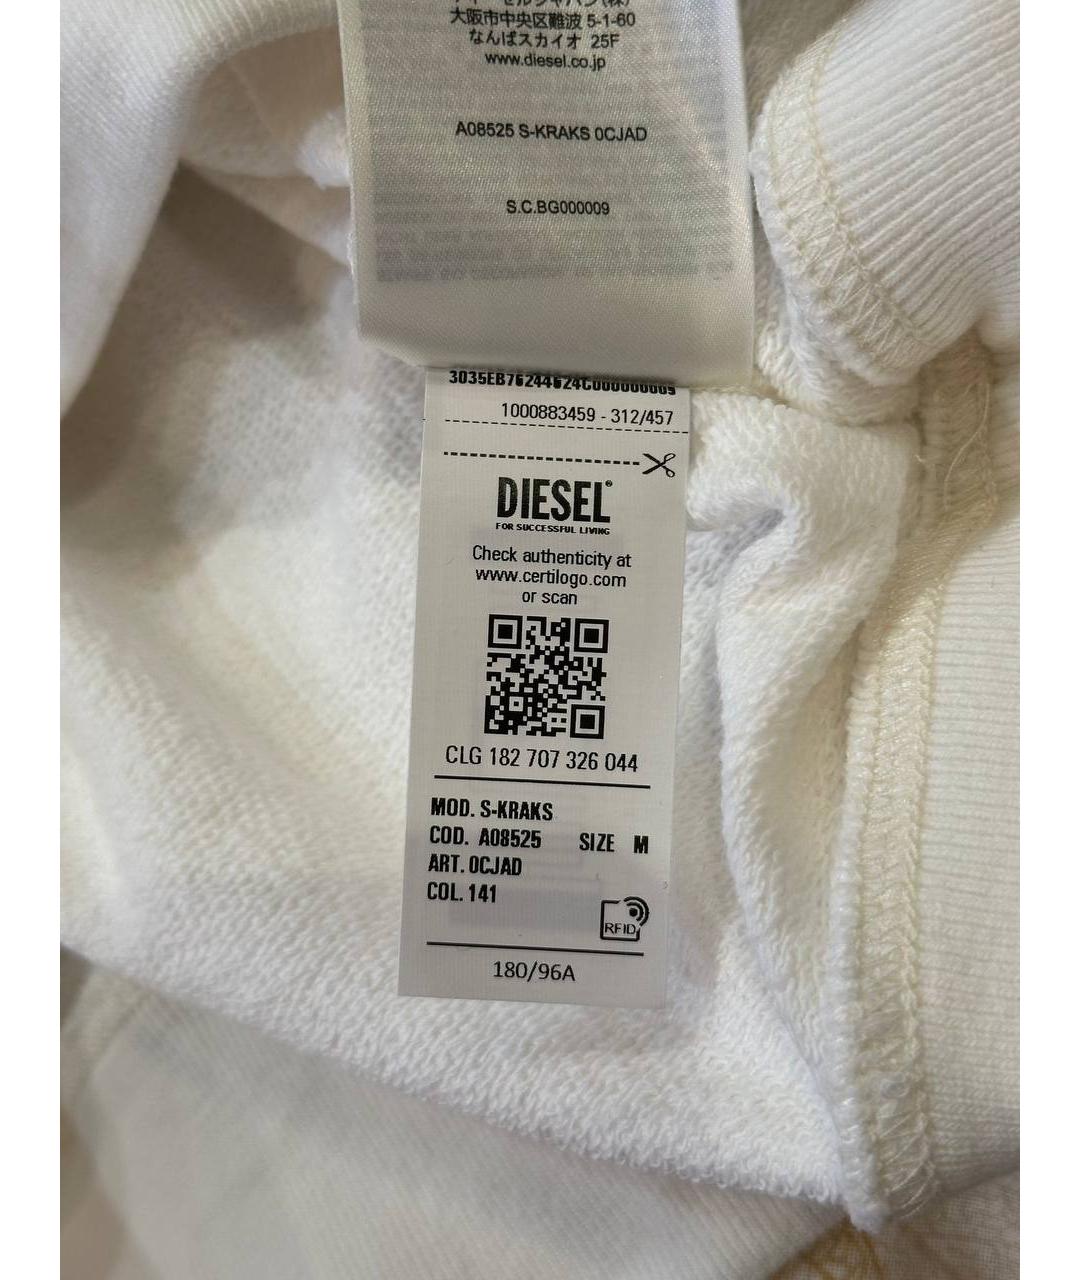 大阪市中央区難波 5-1-60
なんばスカイオ 25F
www.diesel.co.jp
A08525 S-KRAKS 0CJAD
S.C.BG000009
1000883459 - 312/457
DIESEL
FOR SUCCESSFUL LIVING
Check authenticity at
www.certilogo.com
or scan
CLG 182 707 326 044
MOD. S-KRAKS
COD. A08525 SIZE M
ART. 0CJAD
COL. 141
RFID
180/96A